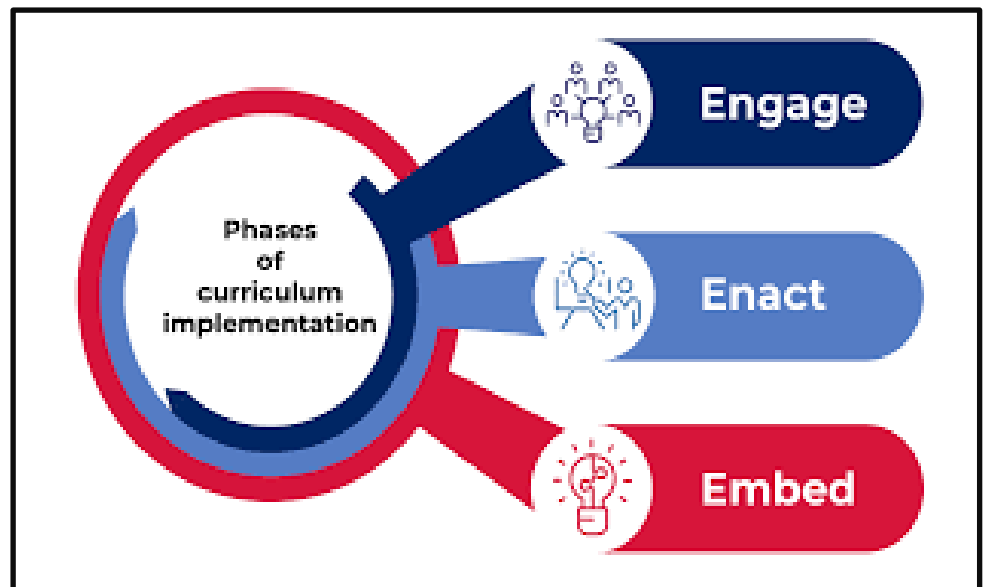 Phases
of
curriculum
implementation
Engage
Enact
Embed